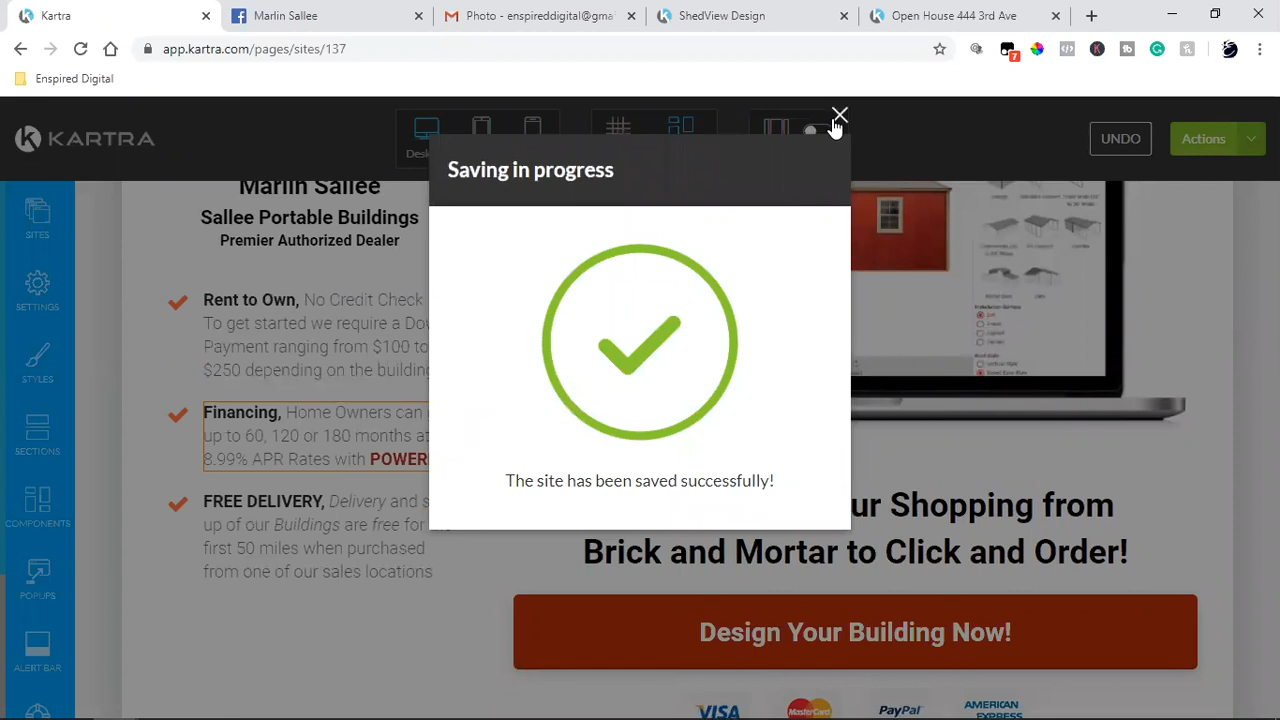 Kartra
Marlin Sallee
Photo - enspireddigital@gma
ShedView Design
Open House 444 3rd Ave
app.kartra.com/pages/sites/137
7
Enspired Digital
KARTRA
Des
UNDO
Actions
Saving in progress
The site has been saved successfully!
SITES
SETTINGS
STYLES
SECTIONS
COMPONENTS
POPUPS
ALERT BAR
Marlin Sallee
Sallee Portable Buildings
Premier Authorized Dealer
Rent to Own, No Credit Check
To get started we require a Do
Payment ranging from $100 to
$250 depending on the building
Financing, Home Owners can
up to 60, 120 or 180 months at
8.99% APR Rates with POWER
FREE DELIVERY, Delivery and s
up of our Buildings are free for
first 50 miles when purchased
from one of our sales locations
ur Shopping from
Brick and Mortar to Click and Order!
Design Your Building Now!
VISA
MasterCard
PayPal
AMERICAN
EXPRESS